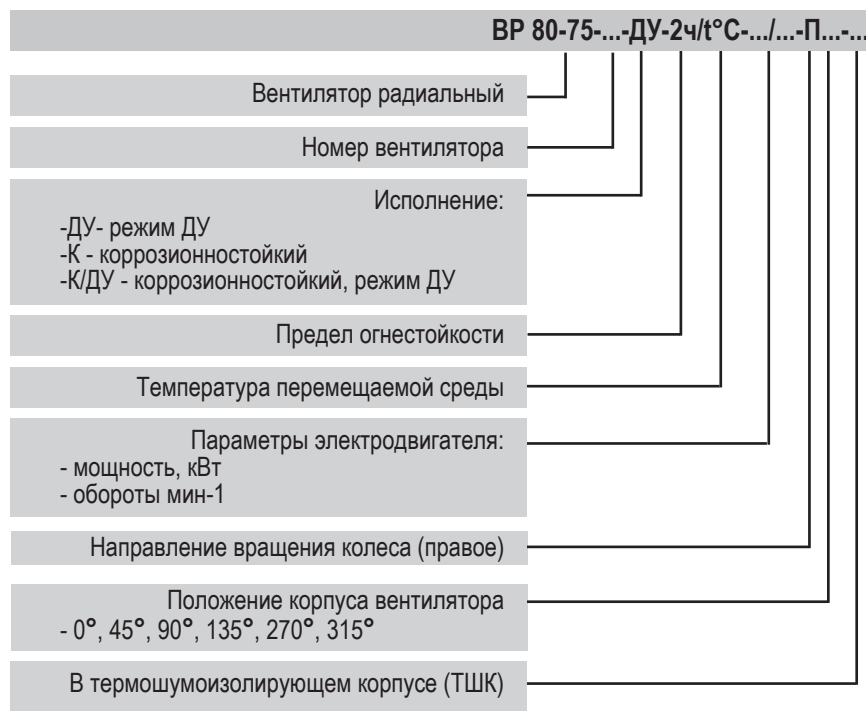 ВР 80-75-...-ДУ-2ч/t°С-.../...-П...-...
Вентилятор радиальный
Номер вентилятора
Исполнение:
-ДУ- режим ДУ
-К - коррозионностойкий
-К/ДУ - коррозионностойкий, режим ДУ
Предел огнестойкости
Температура перемещаемой среды
Параметры электродвигателя:
- мощность, кВт
- обороты мин-1
Направление вращения колеса (правое)
Положение корпуса вентилятора
- 0°, 45°, 90°, 135°, 270°, 315°
В термошумоизолирующем корпусе (ТШК)